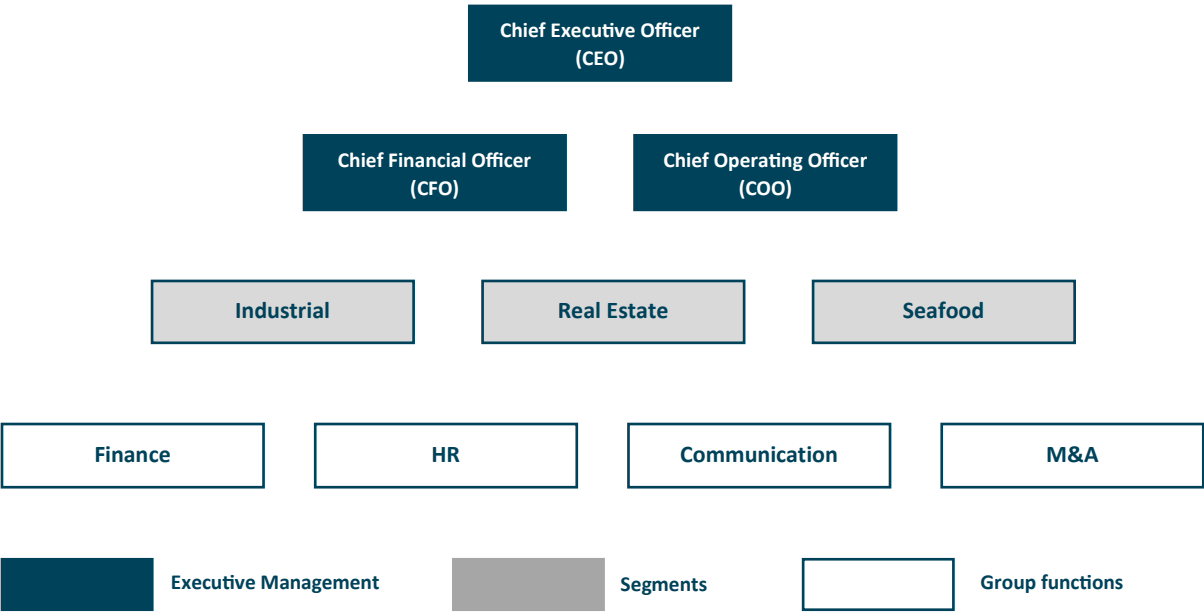 Chief Executive Officer
(CEO)
Chief Financial Officer
(CFO)
Chief Operating Officer
(COO)
Industrial
Real Estate
Seafood
Finance
HR
Communication
M&A
Executive Management
Segments
Group functions